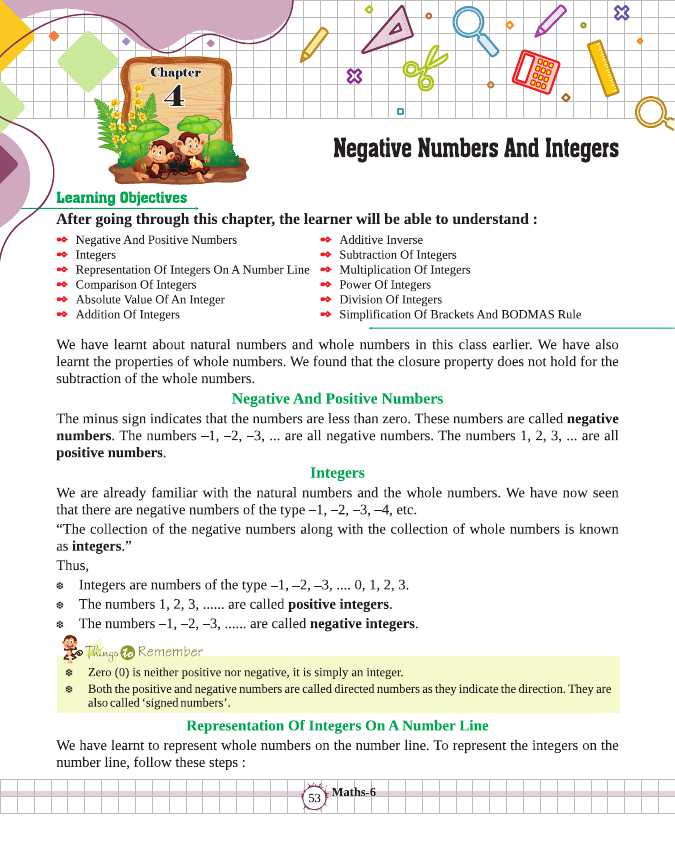 Chapter
4
Negative Numbers And Integers
Learning Objectives
After going through this chapter, the learner will be able to understand :
Negative And Positive Numbers
Integers
Representation Of Integers On A Number Line
Comparison Of Integers
Absolute Value Of An Integer
Addition Of Integers
Additive Inverse
Subtraction Of Integers
Multiplication Of Integers
Power Of Integers
Division Of Integers
Simplification Of Brackets And BODMAS Rule
We have learnt about natural numbers and whole numbers in this class earlier. We have also
learnt the properties of whole numbers. We found that the closure property does not hold for the
subtraction of the whole numbers.
Negative And Positive Numbers
The minus sign indicates that the numbers are less than zero. These numbers are called negative
numbers. The numbers –1, –2, –3, ... are all negative numbers. The numbers 1, 2, 3, ... are all
positive numbers.
Integers
We are already familiar with the natural numbers and the whole numbers. We have now seen
that there are negative numbers of the type –1, –2, –3, –4, etc.
“The collection of the negative numbers along with the collection of whole numbers is known
as integers.”
Thus,
Integers are numbers of the type –1, –2, –3, .... 0, 1, 2, 3.
The numbers 1, 2, 3, ...... are called positive integers.
The numbers –1, –2, –3, ...... are called negative integers.
Things to Remember
Zero (0) is neither positive nor negative, it is simply an integer.
Both the positive and negative numbers are called directed numbers as they indicate the direction. They are
also called ‘signed numbers’.
Representation Of Integers On A Number Line
We have learnt to represent whole numbers on the number line. To represent the integers on the
number line, follow these steps :
53
Maths-6